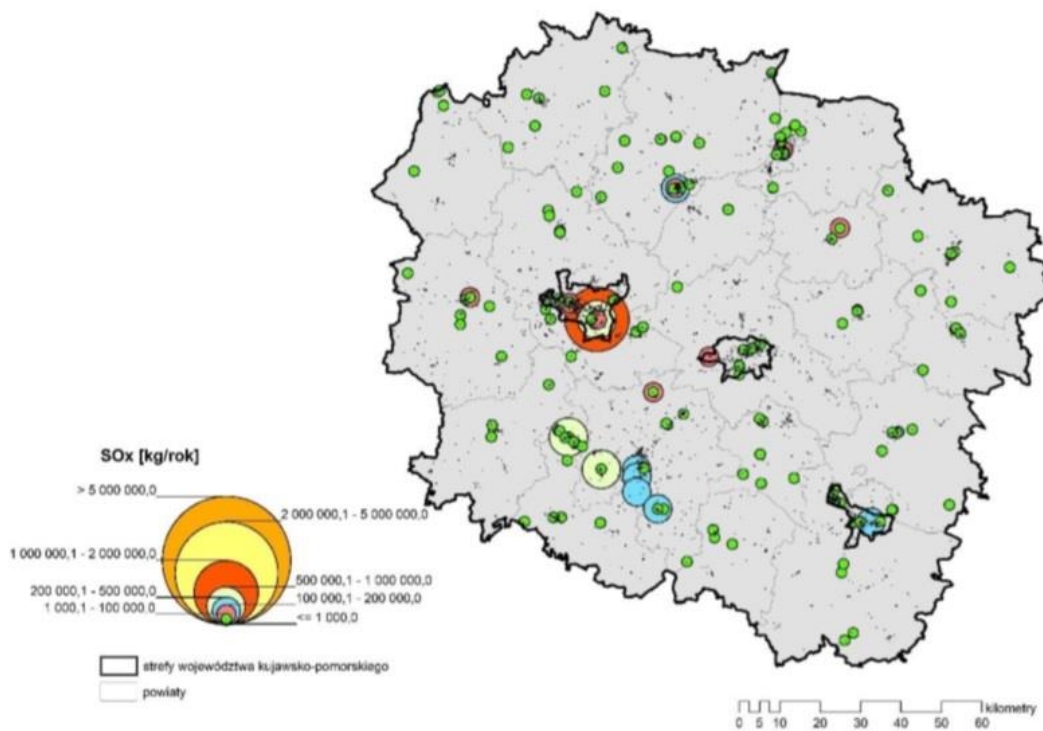 SOx [kg/rok]
> 5 000 000,0
2 000 000,1 - 5 000 000,0
1 000 000,1 - 2 000 000,0
500 000,1 - 1 000 000,0
200 000,1 - 500 000,0
100 000,1 - 200 000,0
1 000,1 - 100 000,0
<= 1 000,0
strefy województwa kujawsko-pomorskiego
powiaty
kilometry
0 5 10 20 30 40 50 60